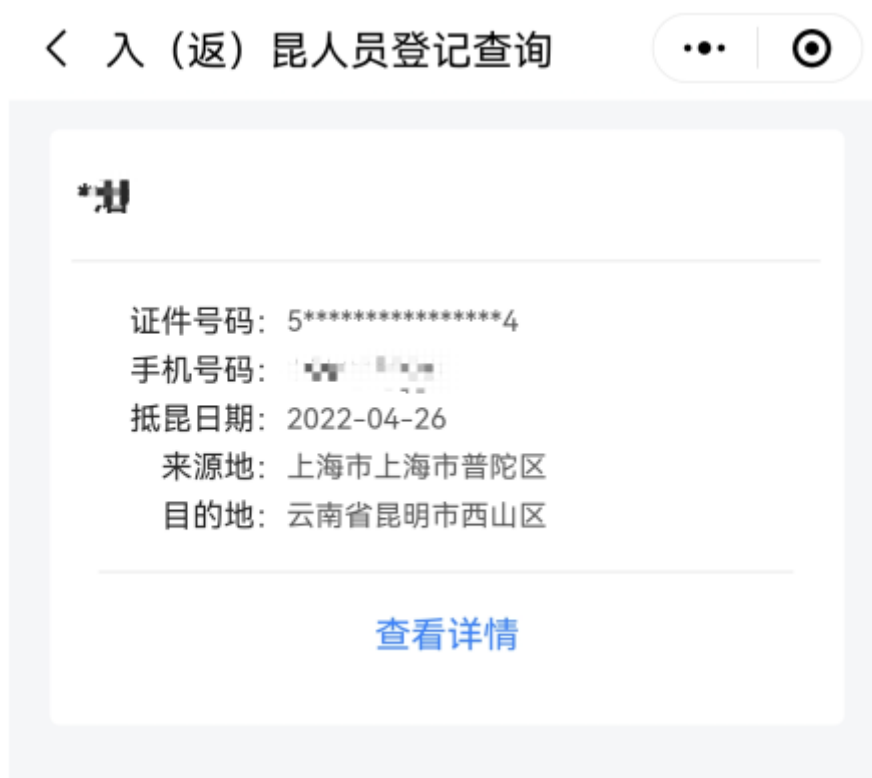 入（返）昆人员登记查询
证件号码：5****************4
手机号码：
抵昆日期：2022-04-26
来源地：上海市上海市普陀区
目的地：云南省昆明市西山区
查看详情